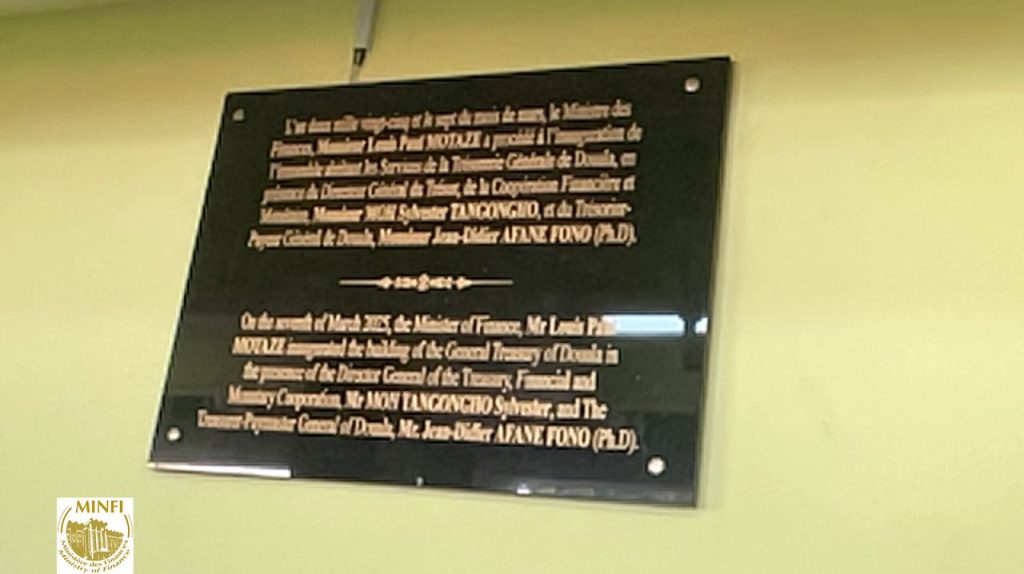 L'an deux mille vingt-cinq et le sept du mois de mars, le Ministre des
Finances, Monsieur Louis Paul MOTAZE a procédé à l'inauguration de
l'immeuble abritant les Services de la Trésorerie Générale de Douala, en
présence du Directeur Général du Trésor, de la Coopération Financière et
Monétaire, Monsieur MOH Sylvester TANGONGHO, et du Trésorier-
Payeur Général de Douala, Monsieur Jean-Didier AFANE FONO (Ph.D).
On the seventh of March 2025, the Minister of Finance, Mr Louis Paul
MOTAZE inaugurated the building of the General Treasury of Douala in
the presence of the Director General of the Treasury, Financial and
Monetary Cooperation, Mr MOH TANGONGHO Sylvester, and The
Treasurer-Paymaster General of Douala, Mr. Jean-Didier AFANE FONO (Ph.D).
MINFI
Ministère des Finances
Ministry of Finance